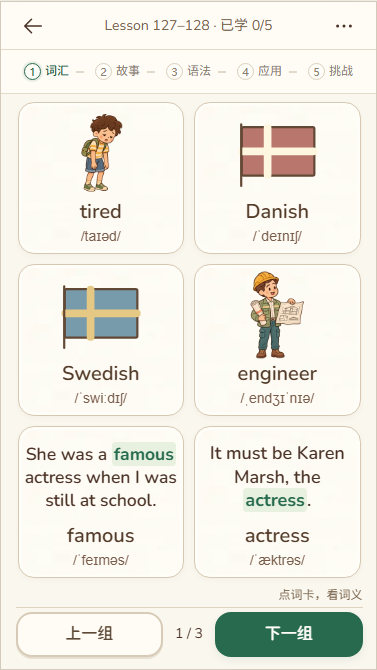 Lesson 127–128 · 已学 0/5
1 词汇 – 2 故事 – 3 语法 – 4 应用 – 5 挑战
tired
/taɪəd/
Danish
/ˈdeɪnɪʃ/
Swedish
/ˈswiːdɪʃ/
engineer
/ˌendʒɪˈnɪə/
She was a famous
actress when I was
still at school.
famous
/ˈfeɪməs/
It must be Karen
Marsh, the
actress.
actress
/ˈæktrəs/
点词卡，看词义
上一组 1 / 3 下一组